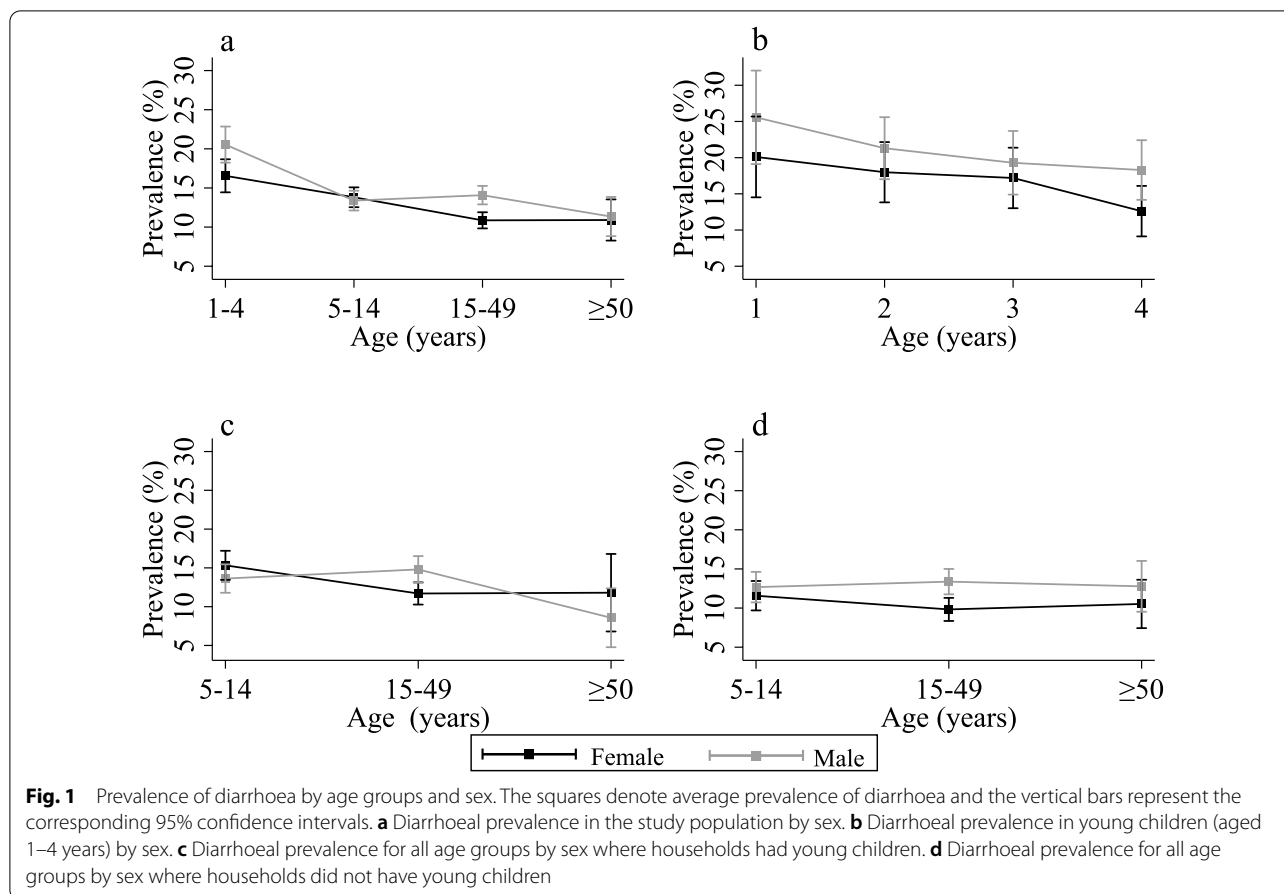 a
Prevalence (%)
30
25
20
15
10
5
1-4 5-14 15-49 ≥50
Age (years)
b
Prevalence (%)
30
25
20
15
10
5
1 2 3 4
Age (years)
c
Prevalence (%)
30
25
20
15
10
5
5-14 15-49 ≥50
Age (years)
d
Prevalence (%)
30
25
20
15
10
5
5-14 15-49 ≥50
Age (years)
Female Male
Fig. 1 Prevalence of diarrhoea by age groups and sex. The squares denote average prevalence of diarrhoea and the vertical bars represent the
corresponding 95% confidence intervals. a Diarrhoeal prevalence in the study population by sex. b Diarrhoeal prevalence in young children (aged
1–4 years) by sex. c Diarrhoeal prevalence for all age groups by sex where households had young children. d Diarrhoeal prevalence for all age
groups by sex where households did not have young children